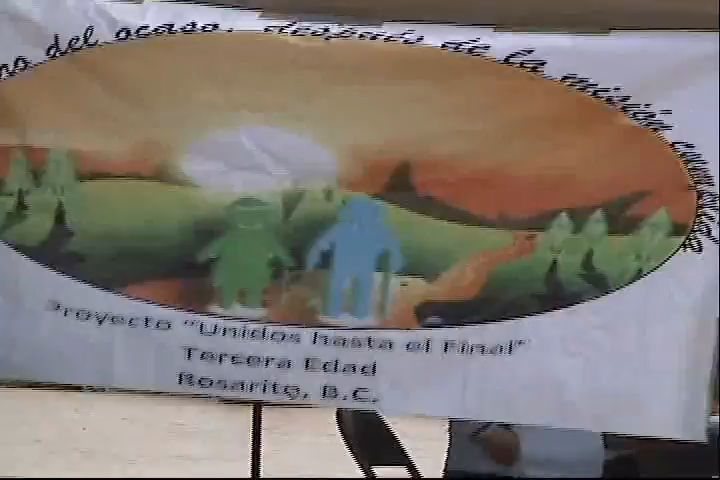 del ocaso, después de la misión
Proyecto "Unidos hasta el Final"
Tercera Edad
Rosarito, B.C.